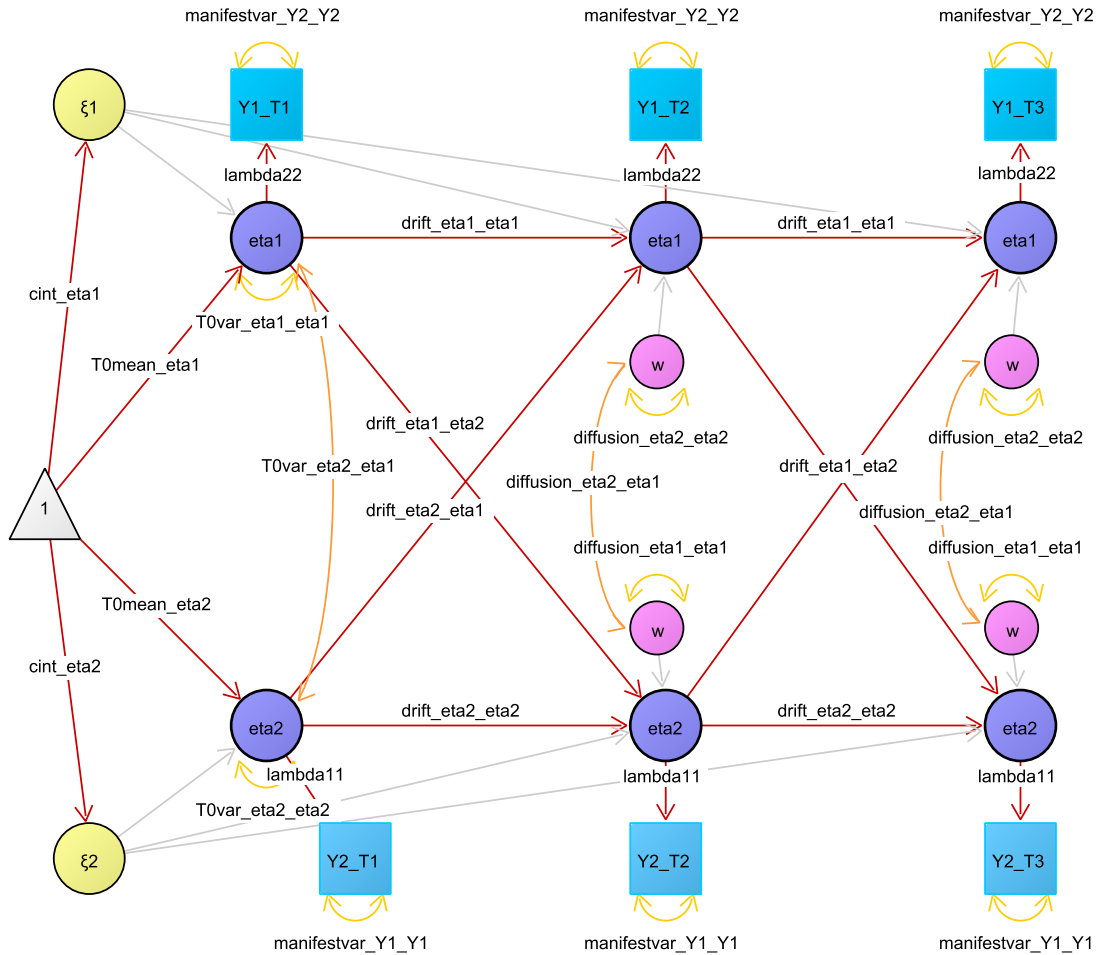 manifestvar_Y2_Y2
manifestvar_Y2_Y2
manifestvar_Y2_Y2
ξ1
Y1_T1
Y1_T2
Y1_T3
lambda22
lambda22
lambda22
drift_eta1_eta1
drift_eta1_eta1
eta1
eta1
eta1
cint_eta1
T0var_eta1_eta1
T0mean_eta1
w
w
drift_eta1_eta2
diffusion_eta2_eta2
diffusion_eta2_eta2
T0var_eta2_eta1
drift_eta1_eta2
diffusion_eta2_eta1
1
drift_eta2_eta1
diffusion_eta2_eta1
diffusion_eta1_eta1
diffusion_eta1_eta1
T0mean_eta2
w
w
cint_eta2
drift_eta2_eta2
drift_eta2_eta2
eta2
eta2
eta2
lambda11
lambda11
lambda11
T0var_eta2_eta2
ξ2
Y2_T1
Y2_T2
Y2_T3
manifestvar_Y1_Y1
manifestvar_Y1_Y1
manifestvar_Y1_Y1